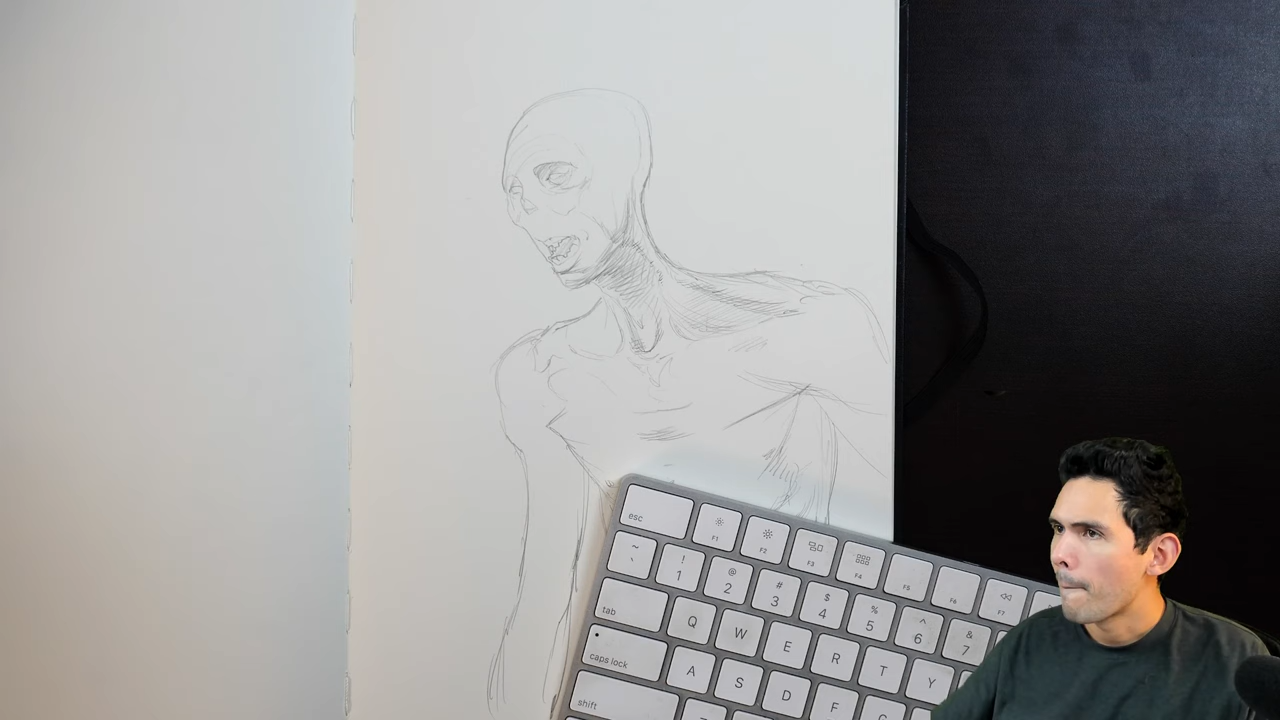 esc F1 F2 F3 F4 F5 F6 F7
~ ` ! 1 @ 2 # 3 $ 4 % 5 ^ 6 & 7
tab Q W E R T Y
caps lock A S D F
shift